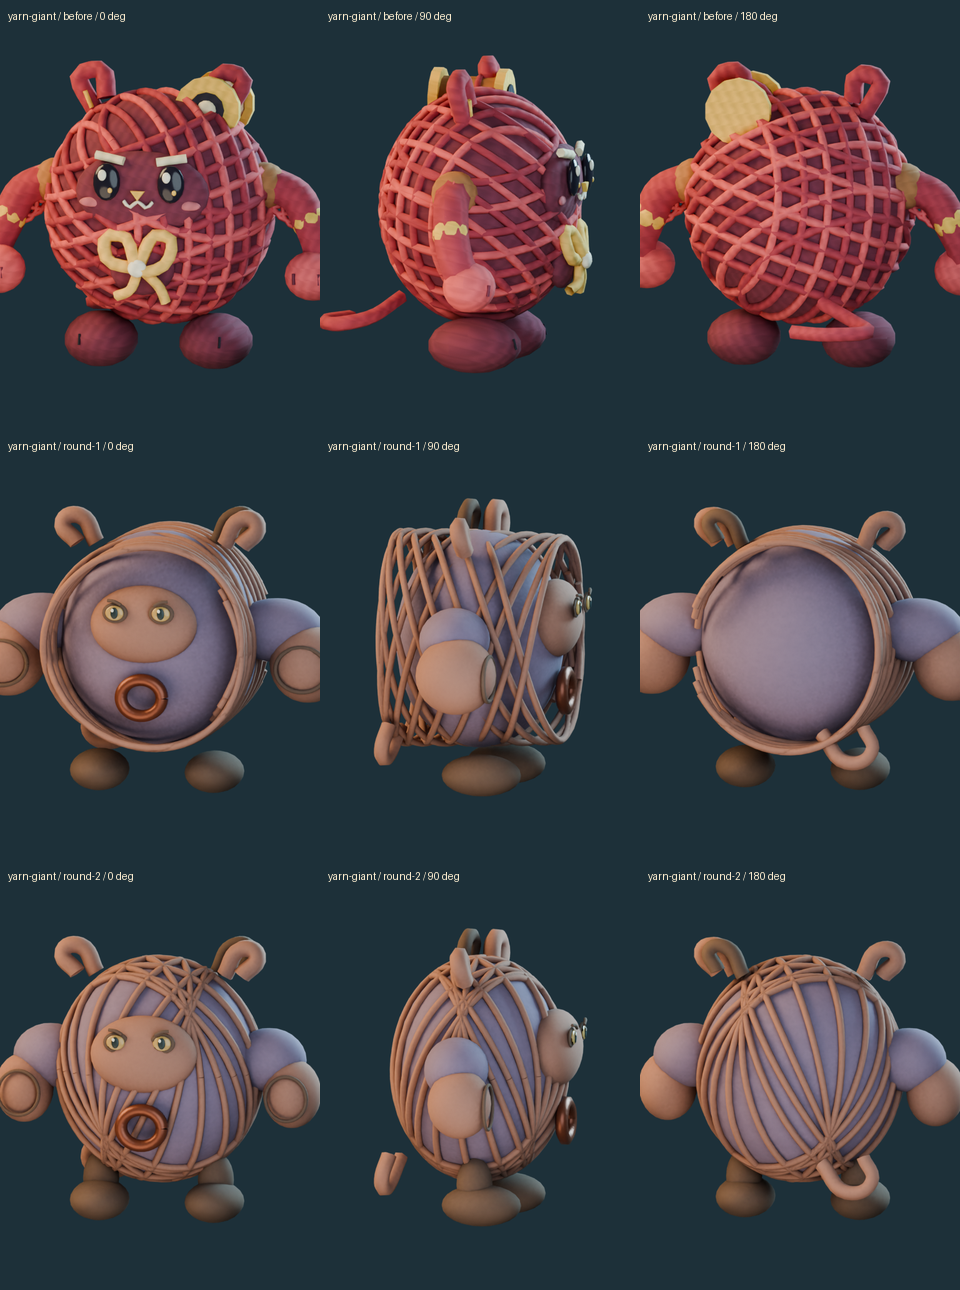 yarn-giant / before / 0 deg
yarn-giant / before / 90 deg
yarn-giant / before / 180 deg
yarn-giant / round-1 / 0 deg
yarn-giant / round-1 / 90 deg
yarn-giant / round-1 / 180 deg
yarn-giant / round-2 / 0 deg
yarn-giant / round-2 / 90 deg
yarn-giant / round-2 / 180 deg